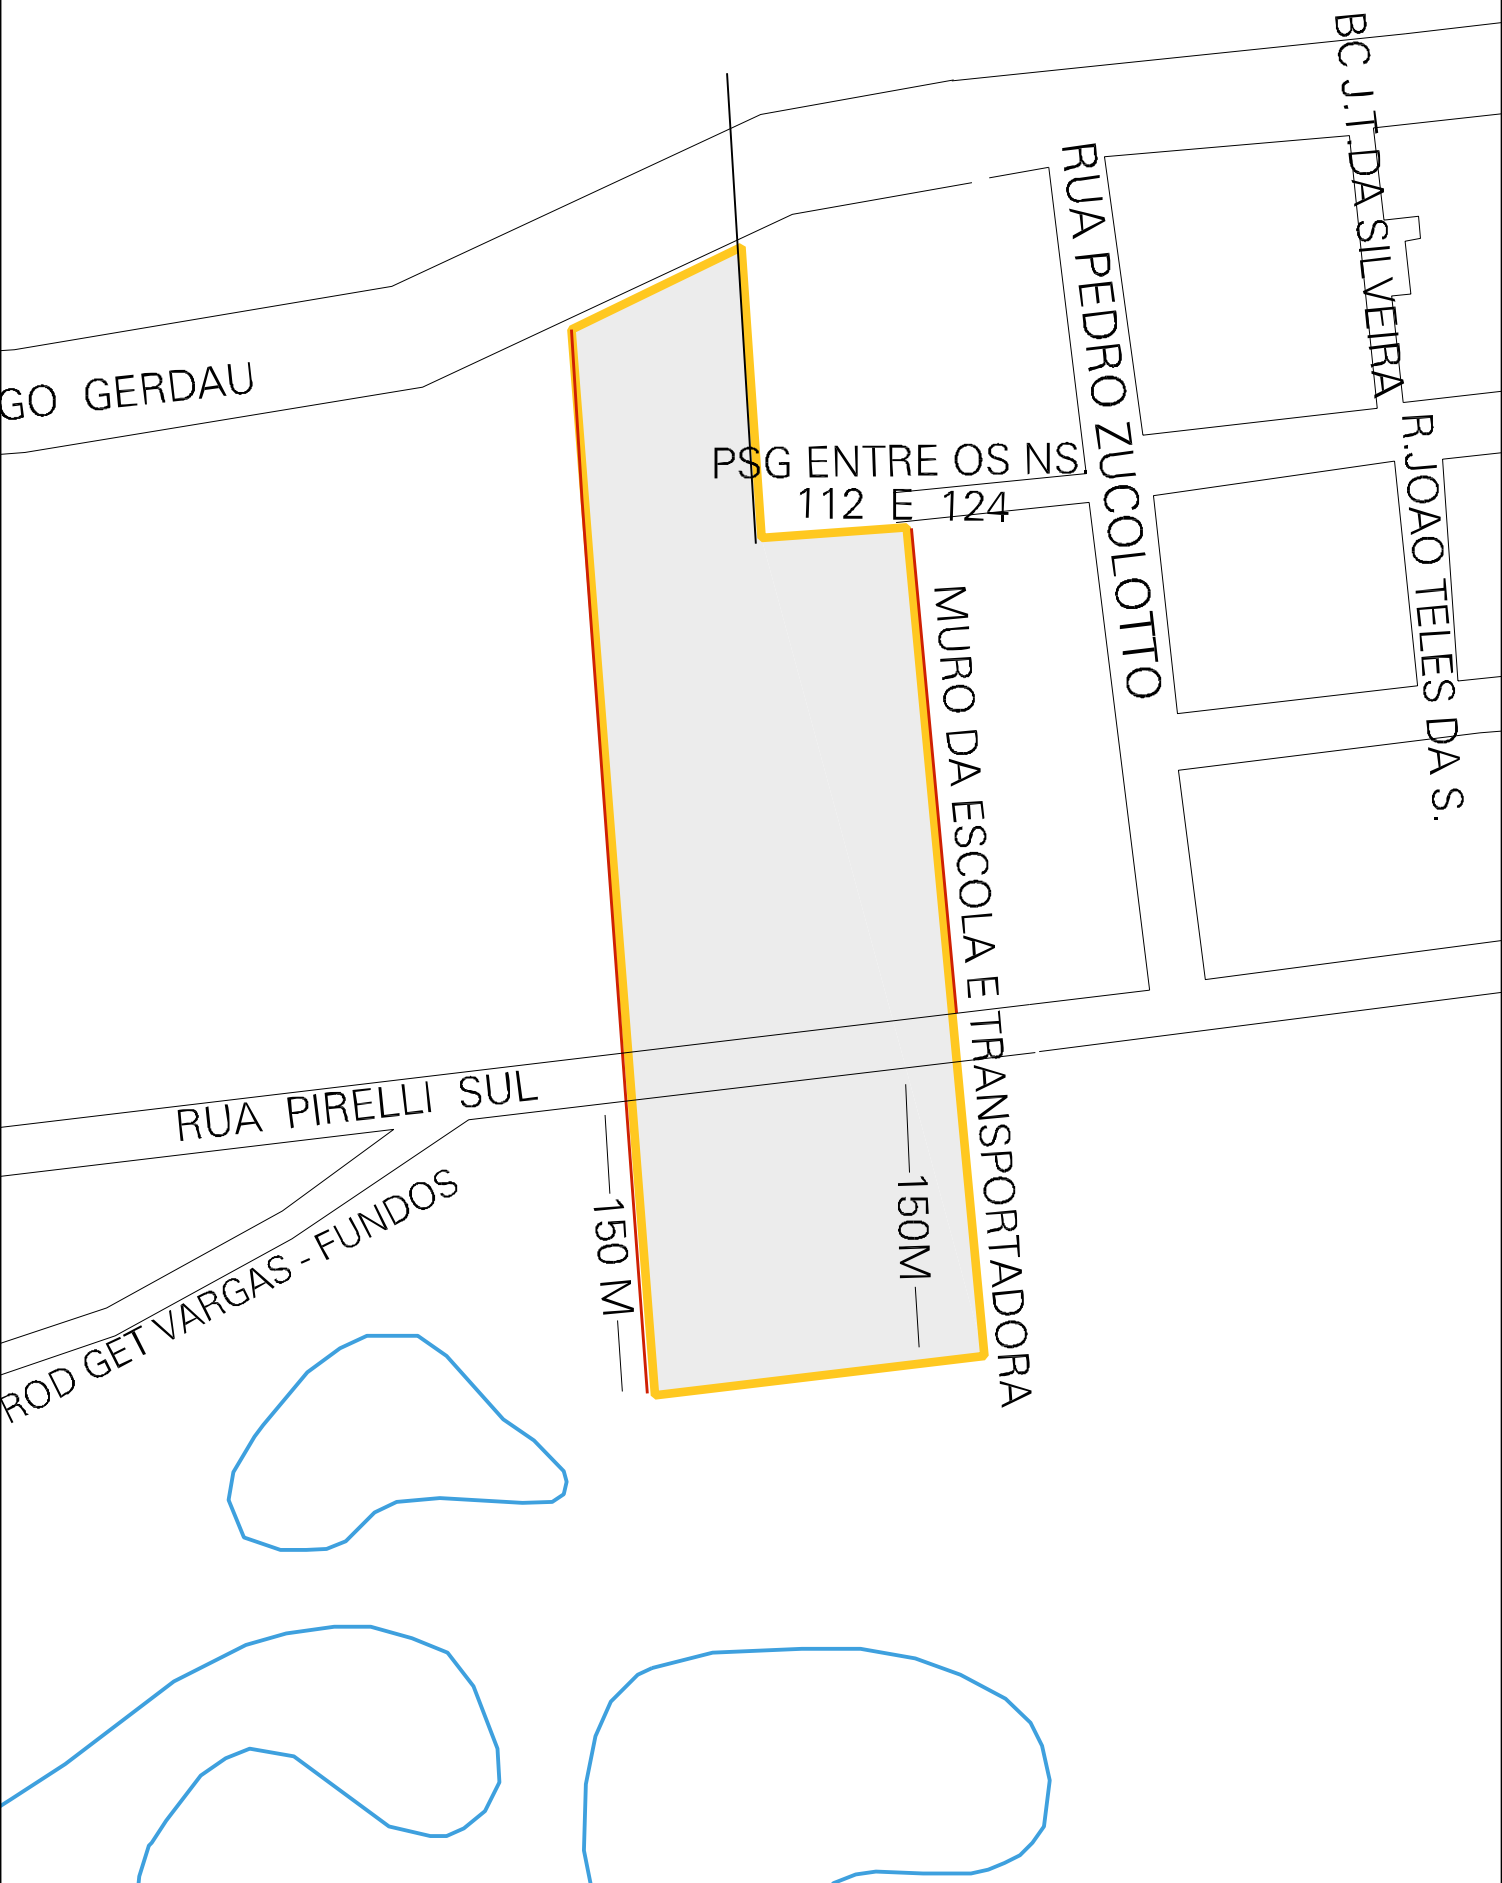 BC J.T.DA SILVEIRA
RUA PEDRO ZUCOLOTTO
GO GERDAU
PSG ENTRE OS NS.
112 E 124
R.JOAO TELES DA S.
MURO DA ESCOLA E TRANSPORTADORA
RUA PIRELLI SUL
ROD GET VARGAS - FUNDOS
150 M
150M